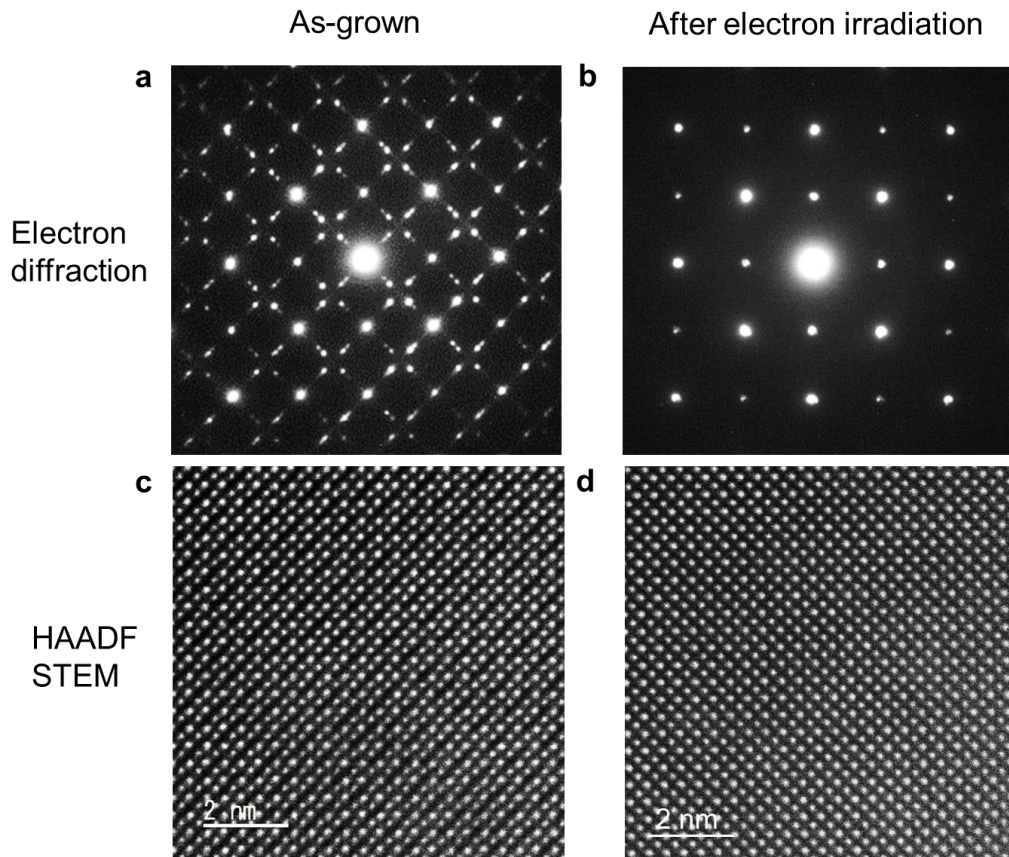 As-grown
After electron irradiation
a
b
Electron
diffraction
c
d
HAADF
STEM
2 nm
2 nm